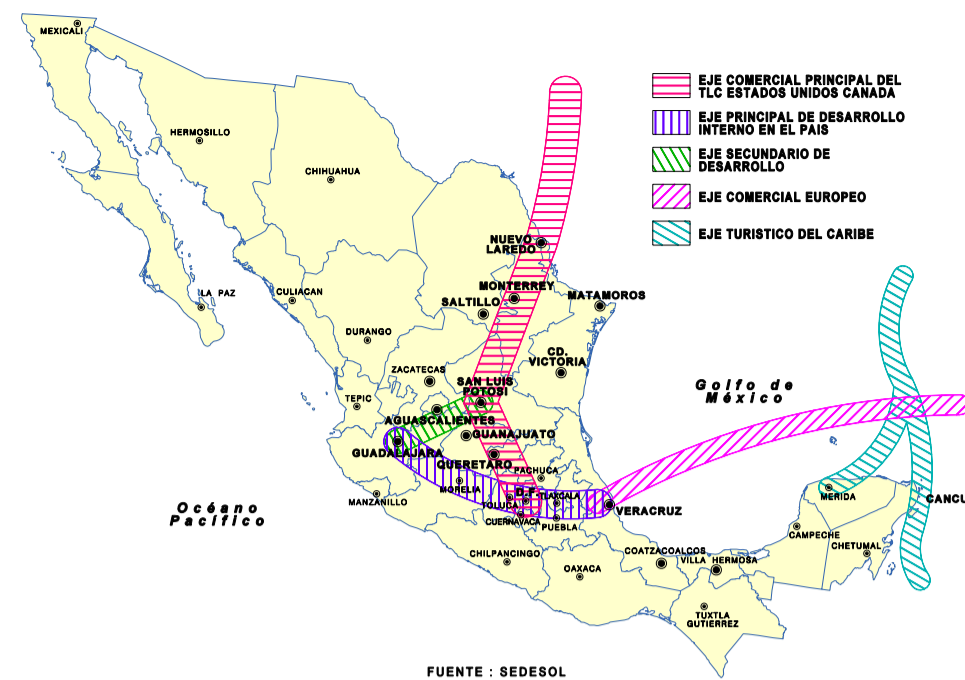 MEXICALI
EJE COMERCIAL PRINCIPAL DEL
TLC ESTADOS UNIDOS CANADA
EJE PRINCIPAL DE DESARROLLO
INTERNO EN EL PAIS
EJE SECUNDARIO DE
DESARROLLO
EJE COMERCIAL EUROPEO
EJE TURISTICO DEL CARIBE
HERMOSILLO
CHIHUAHUA
NUEVO
LAREDO
MONTERREY
LA PAZ
CULIACAN
SALTILLO
MATAMOROS
DURANGO
CD.
VICTORIA
ZACATECAS
SAN LUIS
POTOSI
Golfo de
México
TEPIC
AGUASCALIENTES
GUANAJUATO
GUADALAJARA
QUERETARO
PACHUCA
MORELIA
D.F.
TLAXCALA
MANZANILLO
TOLUCA
VERACRUZ
MERIDA
CANCU
Océano
Pacífico
CUERNAVACA
PUEBLA
CAMPECHE
CHETUMAL
CHILPANCINGO
COATZACOALCOS
VILLA HERMOSA
OAXACA
TUXTLA
GUTIERREZ
FUENTE : SEDESOL